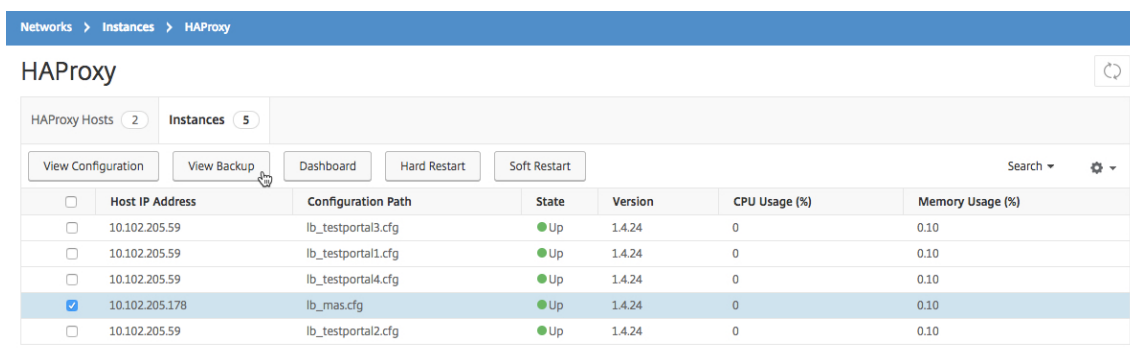 Networks > Instances > HAProxy
HAProxy
HAProxy Hosts 2 Instances 5
View Configuration View Backup Dashboard Hard Restart Soft Restart Search
Host IP Address Configuration Path State Version CPU Usage (%) Memory Usage (%)
10.102.205.59 lb_testportal3.cfg Up 1.4.24 0 0.10
10.102.205.59 lb_testportal1.cfg Up 1.4.24 0 0.10
10.102.205.59 lb_testportal4.cfg Up 1.4.24 0 0.10
10.102.205.178 lb_mas.cfg Up 1.4.24 0 0.10
10.102.205.59 lb_testportal2.cfg Up 1.4.24 0 0.10